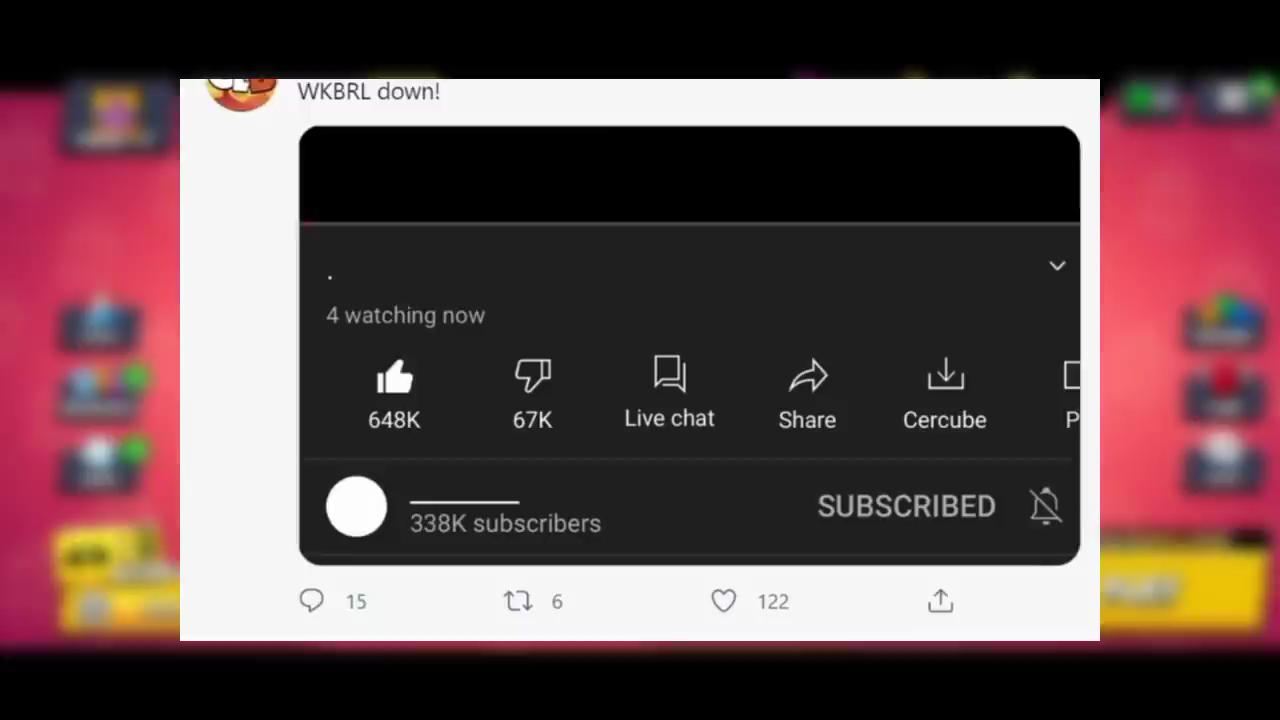 WKBRL down!
.
4 watching now
648K
67K
Live chat
Share
Cercube
P
338K subscribers
SUBSCRIBED
15
6
122